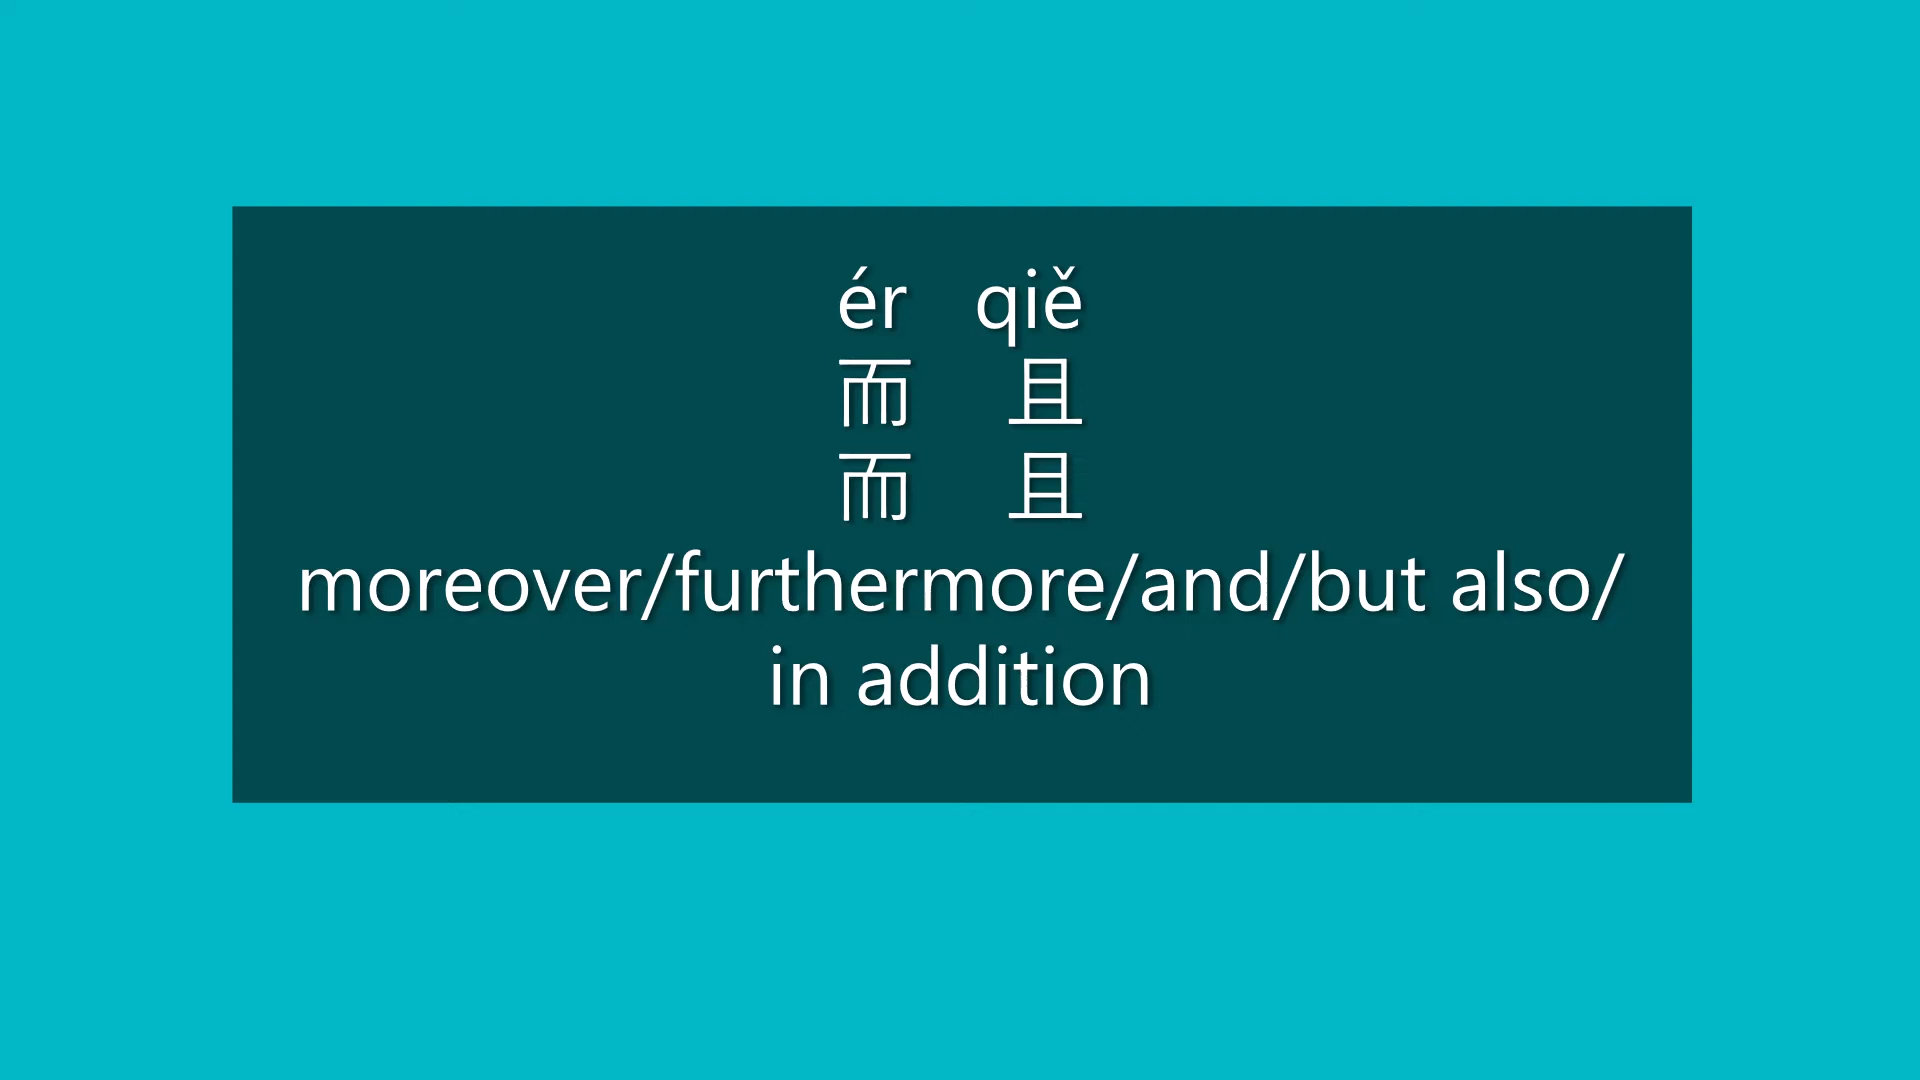 ér qiě
而 且
而 且
moreover/furthermore/and/but also/
in addition